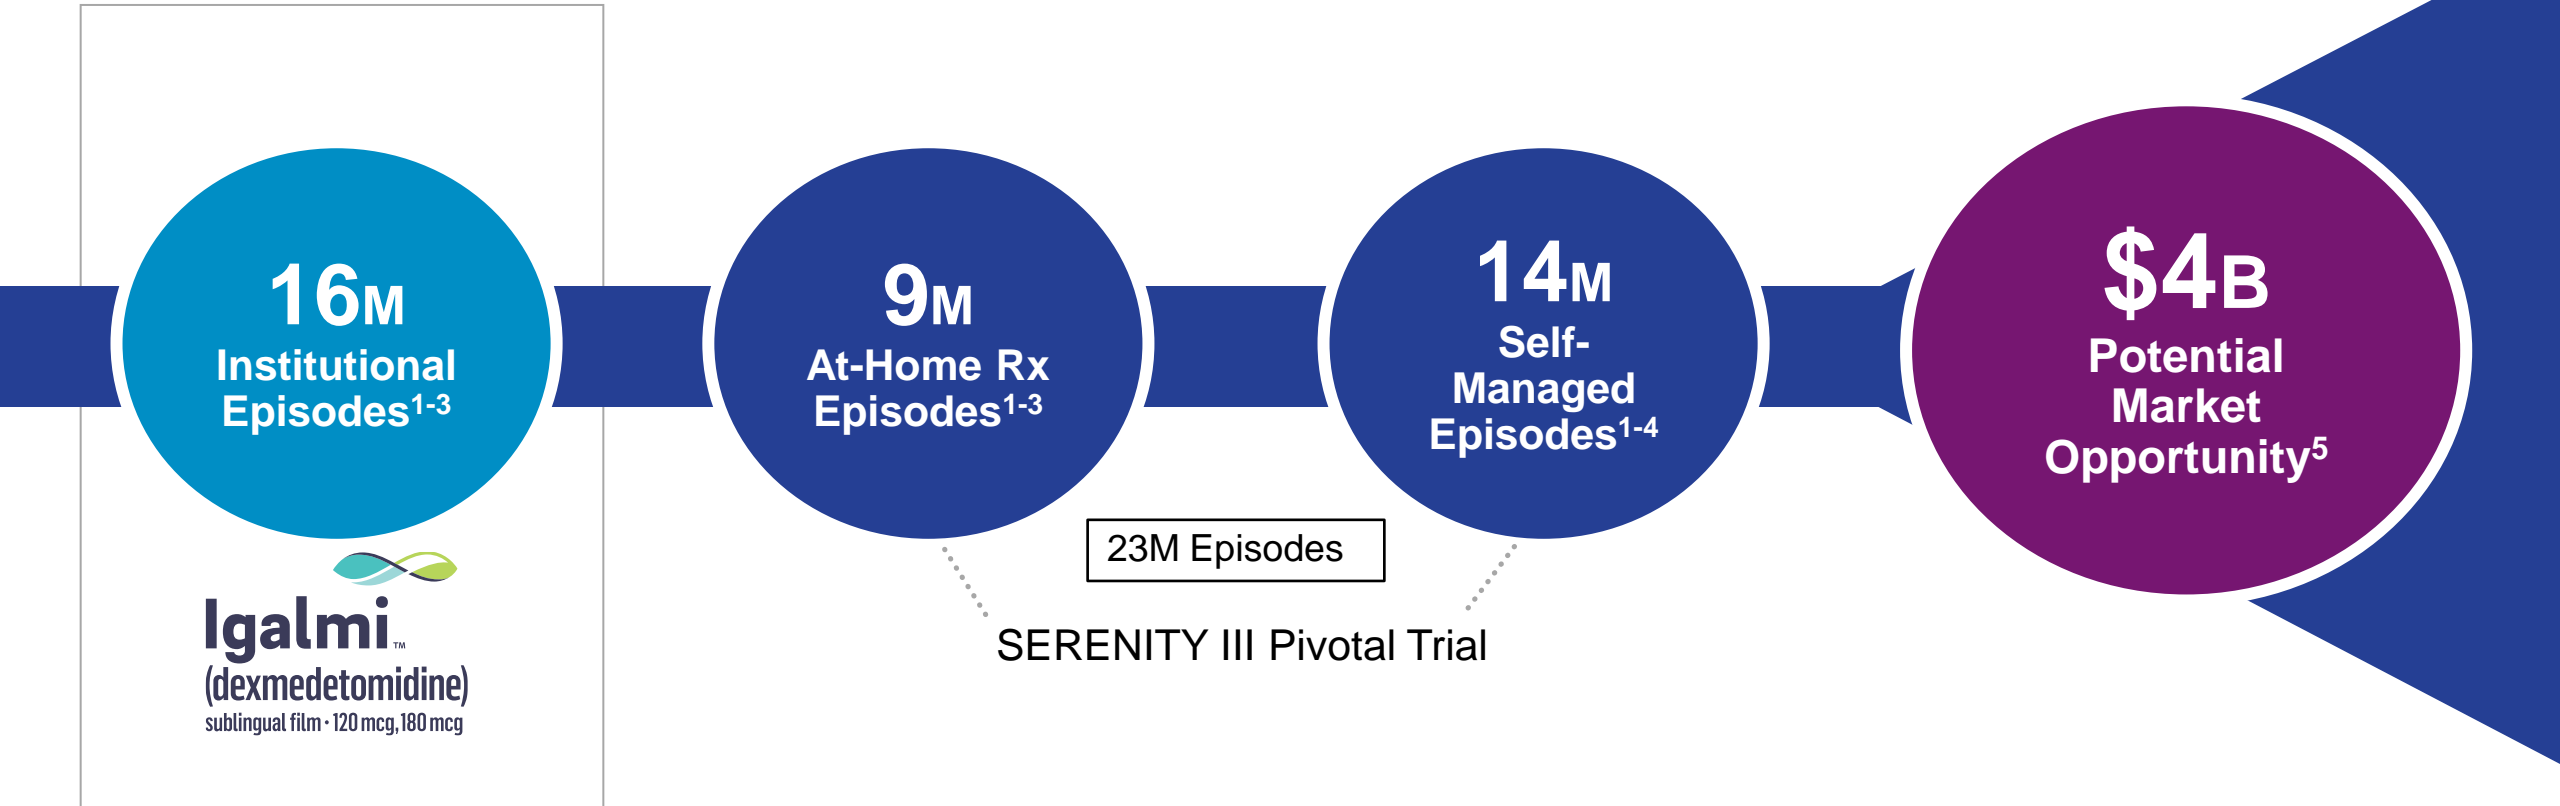 16M
Institutional
Episodes1-3
9M
At-Home Rx
Episodes1-3
14M
Self-
Managed
Episodes1-4
$4B
Potential
Market
Opportunity5
23M Episodes
SERENITY III Pivotal Trial
Igalmi™
(dexmedetomidine)
sublingual film · 120 mcg, 180 mcg